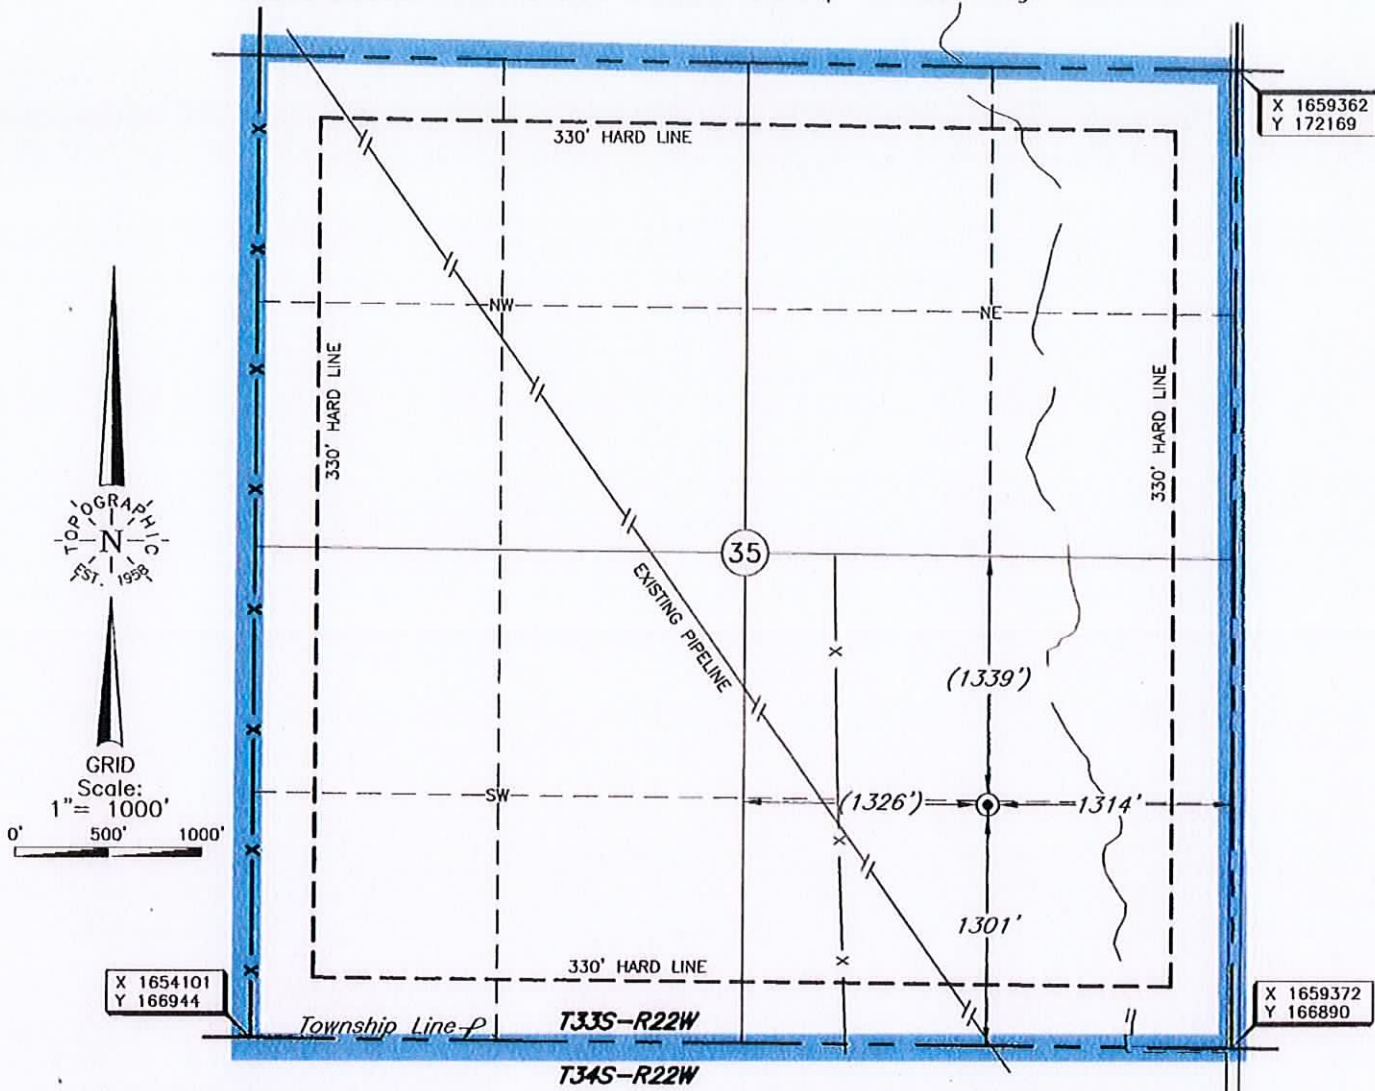 X 1659362
Y 172169
330' HARD LINE
NW
NE
330' HARD LINE
330' HARD LINE
TOPOGRAPHIC
N
EST. 1958
35
EXISTING PIPELINE
(1339')
GRID
Scale:
1"= 1000'
0' 500' 1000'
SW
(1326')
1314'
1301'
330' HARD LINE
X 1654101
Y 166944
X 1659372
Y 166890
Township Line
T33S-R22W
T34S-R22W